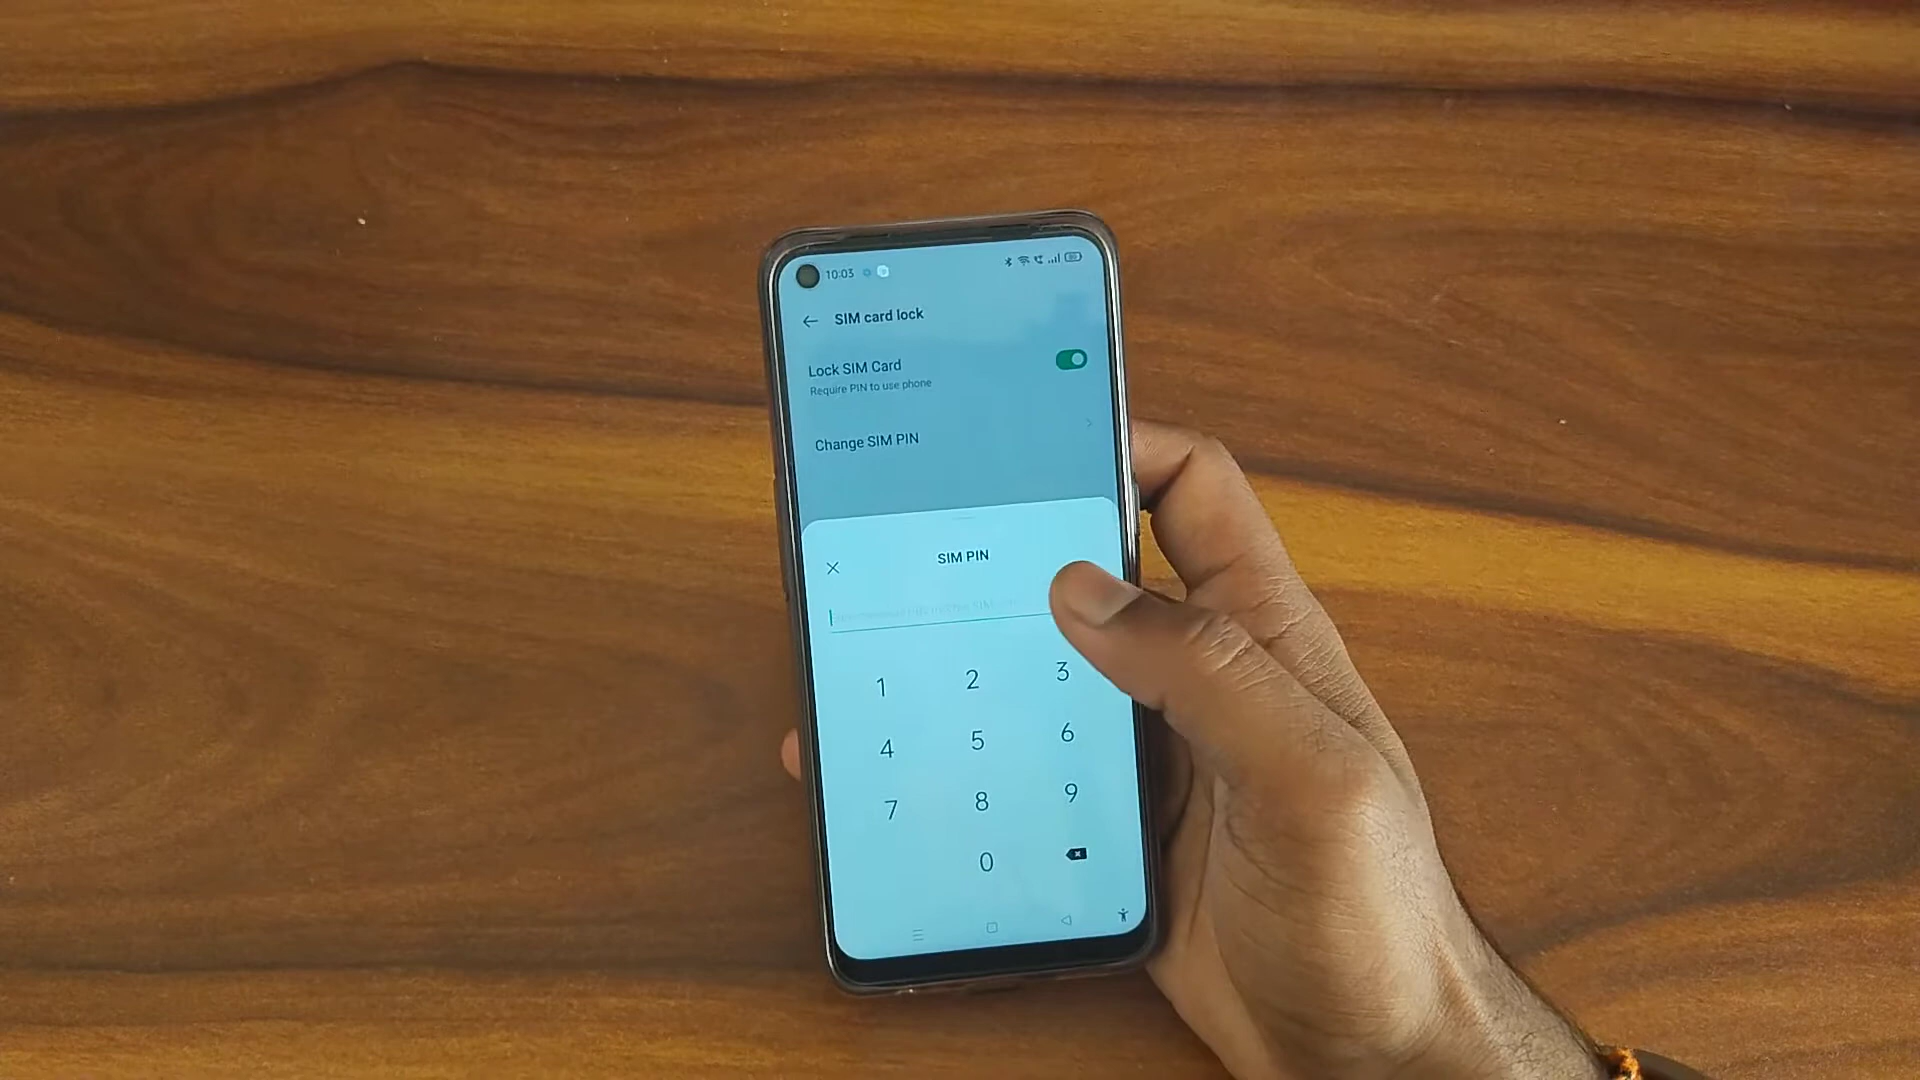 10:03
SIM card lock
Lock SIM Card
Require PIN to use phone
Change SIM PIN
SIM PIN
1 2 3
4 5 6
7 8 9
0